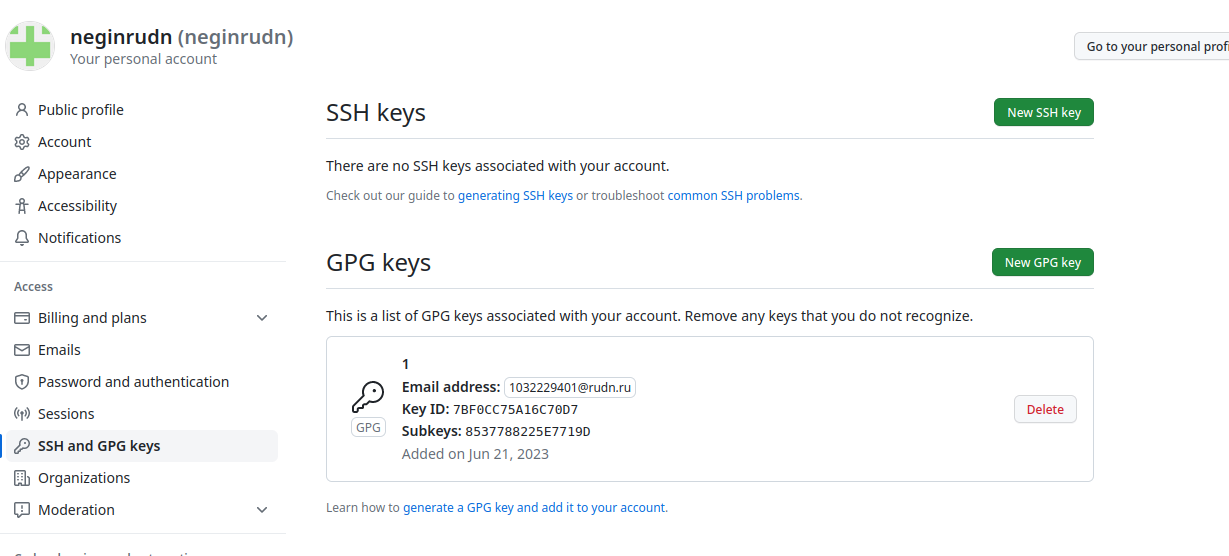 neginrudn (neginrudn)
Your personal account
Go to your personal profi
Public profile
Account
Appearance
Accessibility
Notifications
Access
Billing and plans
Emails
Password and authentication
Sessions
SSH and GPG keys
Organizations
Moderation
SSH keys
New SSH key
There are no SSH keys associated with your account.
Check out our guide to generating SSH keys or troubleshoot common SSH problems.
GPG keys
New GPG key
This is a list of GPG keys associated with your account. Remove any keys that you do not recognize.
1
Email address: 1032229401@rudn.ru
Key ID: 7BF0CC75A16C70D7
GPG
Subkeys: 8537788225E7719D
Added on Jun 21, 2023
Delete
Learn how to generate a GPG key and add it to your account.